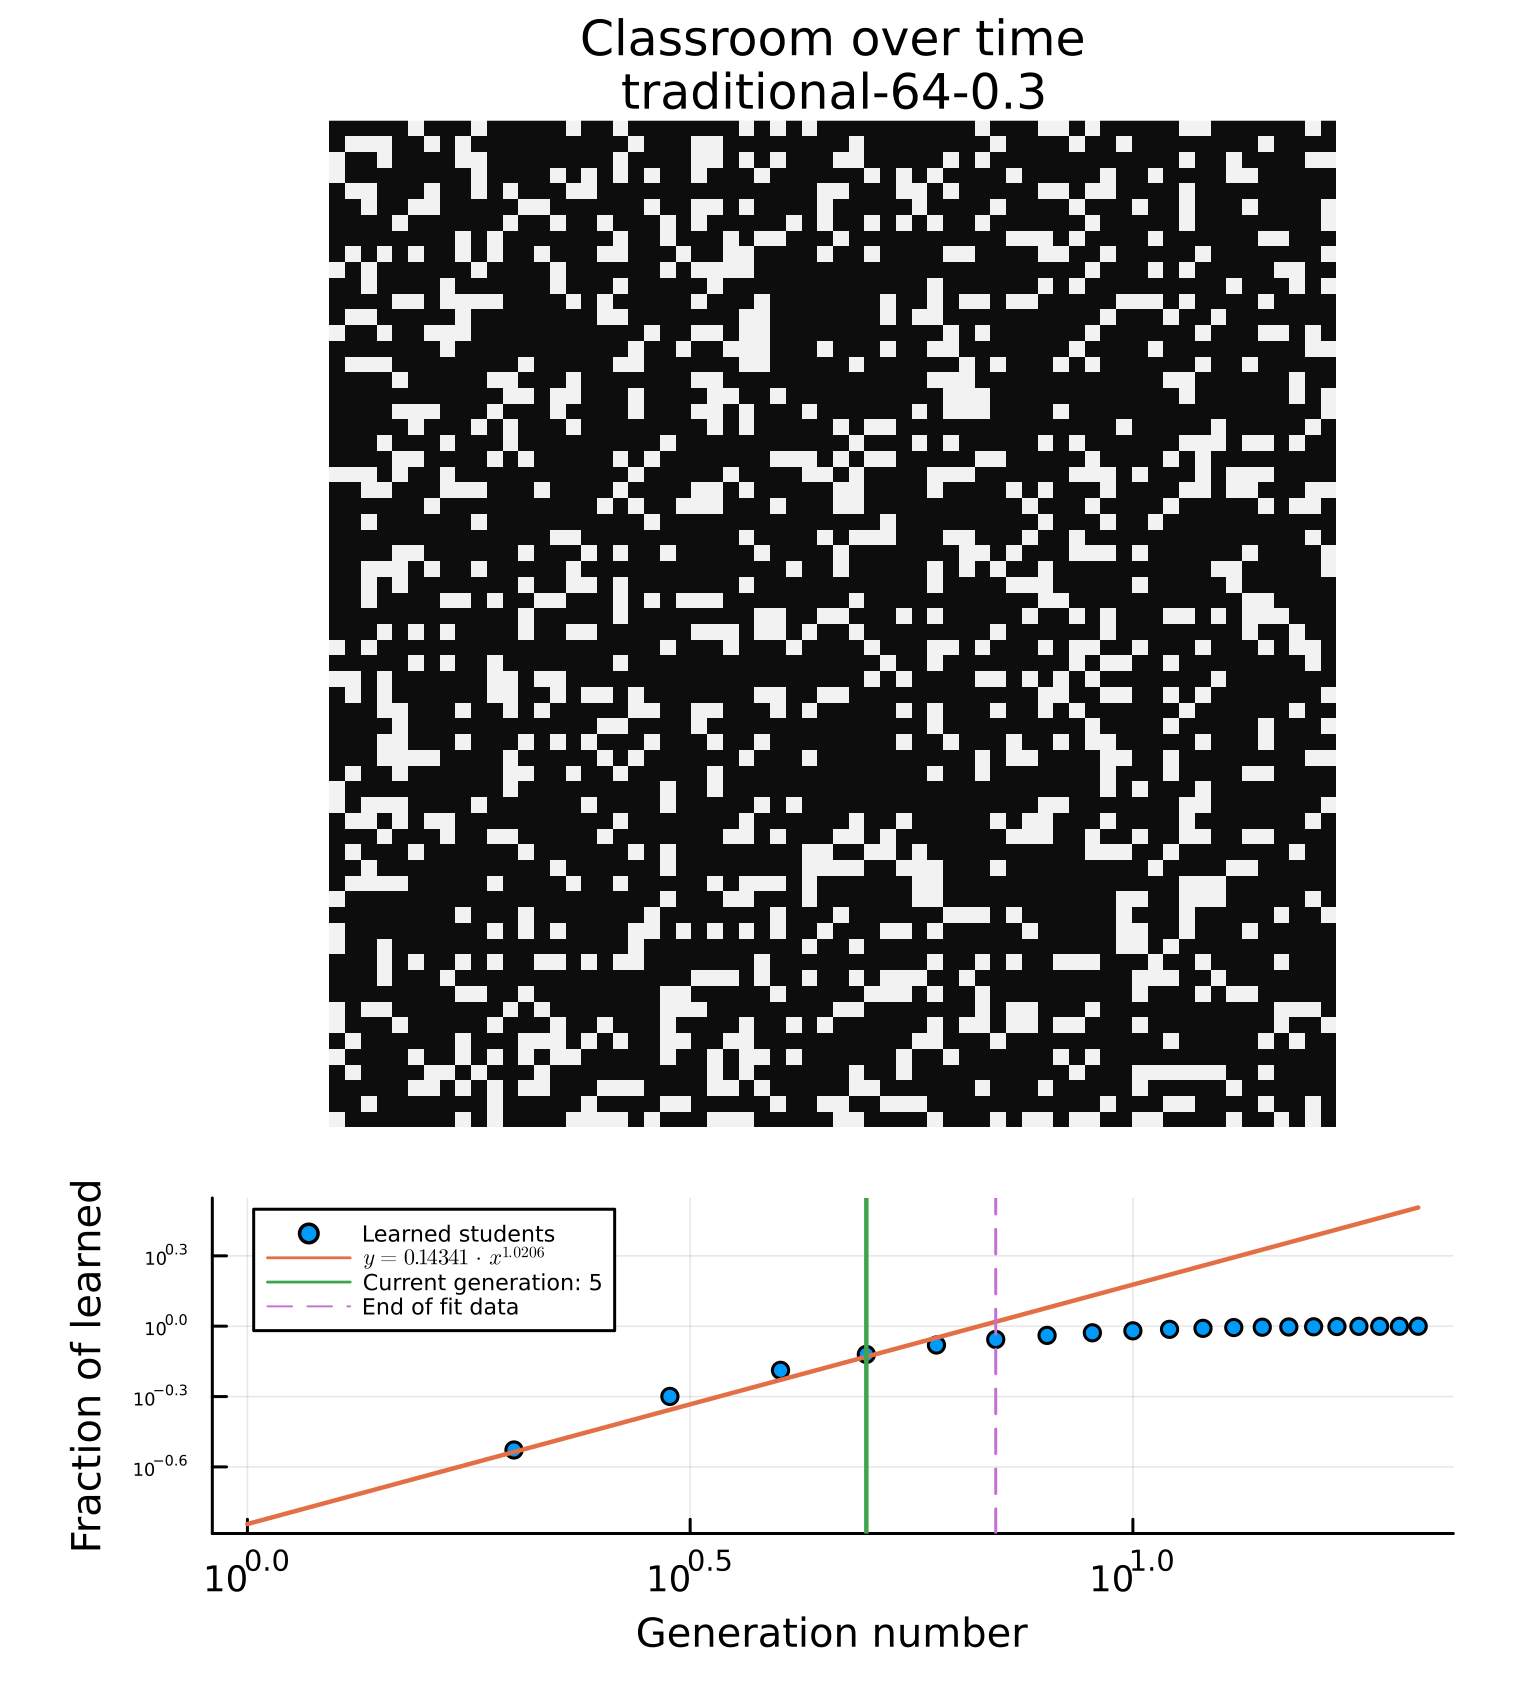 Classroom over time
traditional-64-0.3
Fraction of learned
10^0.3
10^0.0
10^−0.3
10^−0.6
Learned students
y = 0.14341 · x^1.0206
Current generation: 5
End of fit data
10^0.0
10^0.5
10^1.0
Generation number